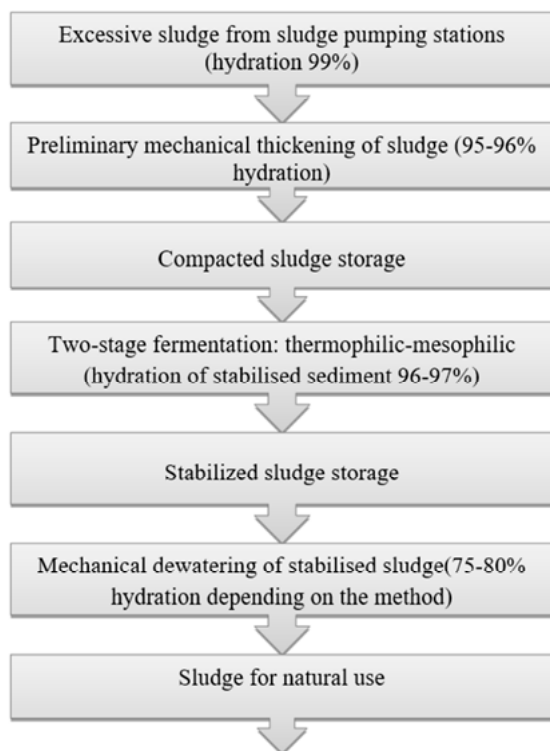 Excessive sludge from sludge pumping stations
(hydration 99%)
Preliminary mechanical thickening of sludge (95-96%
hydration)
Compacted sludge storage
Two-stage fermentation: thermophilic-mesophilic
(hydration of stabilised sediment 96-97%)
Stabilized sludge storage
Mechanical dewatering of stabilised sludge(75-80%
hydration depending on the method)
Sludge for natural use